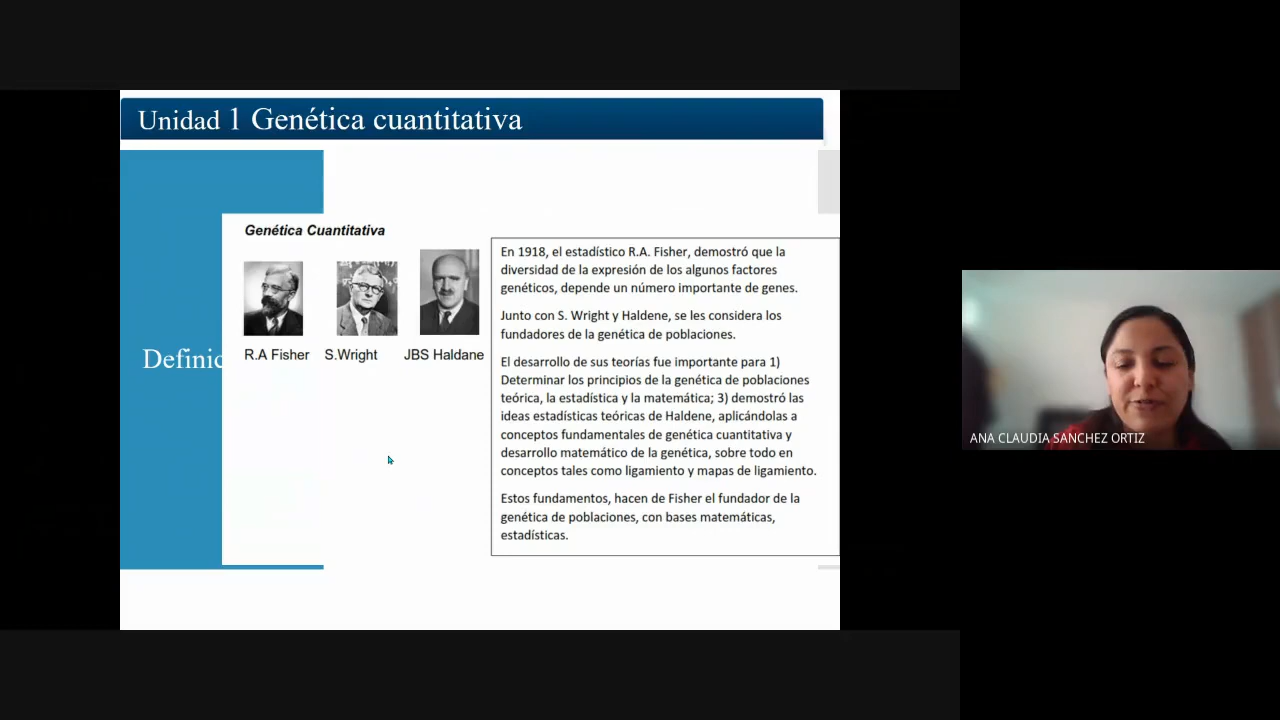 Unidad 1 Genética cuantitativa
Definic
Genética Cuantitativa
R.A Fisher S.Wright JBS Haldane
En 1918, el estadístico R.A. Fisher, demostró que la
diversidad de la expresión de los algunos factores
genéticos, depende un número importante de genes.
Junto con S. Wright y Haldene, se les considera los
fundadores de la genética de poblaciones.
El desarrollo de sus teorías fue importante para 1)
Determinar los principios de la genética de poblaciones
teórica, la estadística y la matemática; 3) demostró las
ideas estadísticas teóricas de Haldene, aplicándolas a
conceptos fundamentales de genética cuantitativa y
desarrollo matemático de la genética, sobre todo en
conceptos tales como ligamiento y mapas de ligamiento.
Estos fundamentos, hacen de Fisher el fundador de la
genética de poblaciones, con bases matemáticas,
estadísticas.
ANA CLAUDIA SANCHEZ ORTIZ